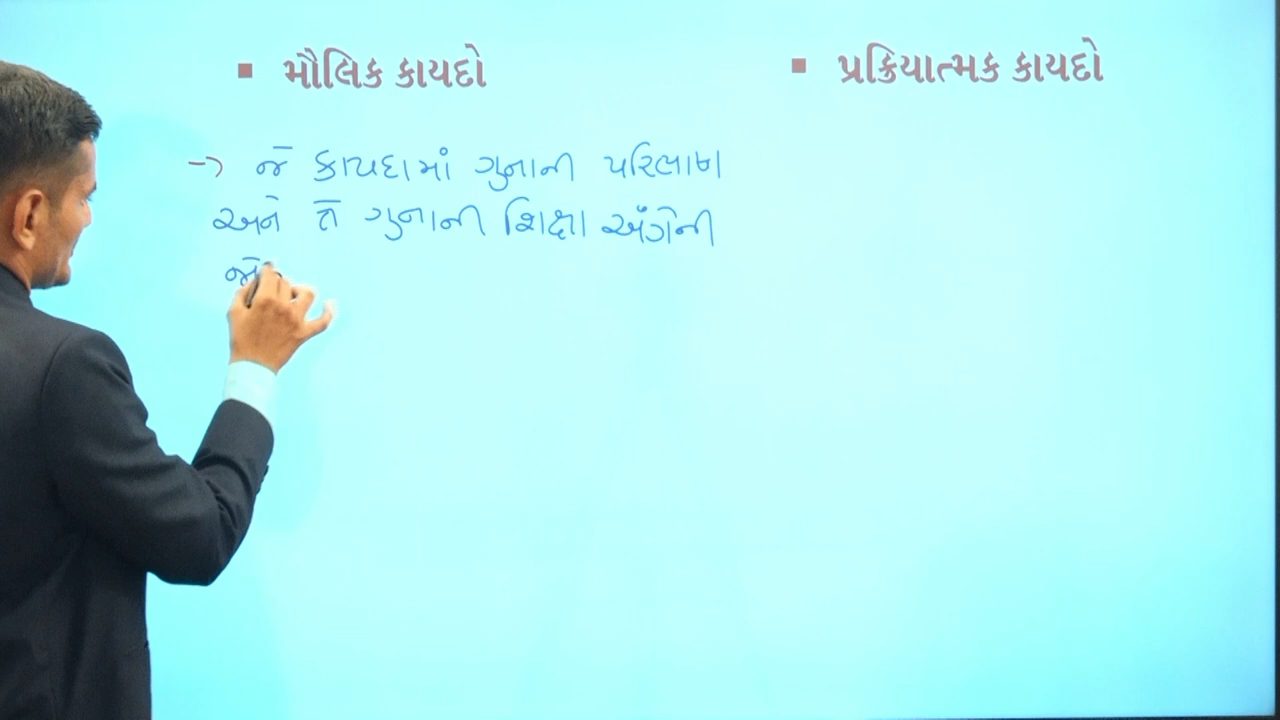 ▪ મૌલિક કાયદો
▪ પ્રક્રિયાત્મક કાયદો
→ જે કાયદામાં ગુનાની પરિભાષા
અને તે ગુનાની શિક્ષા અંગેની